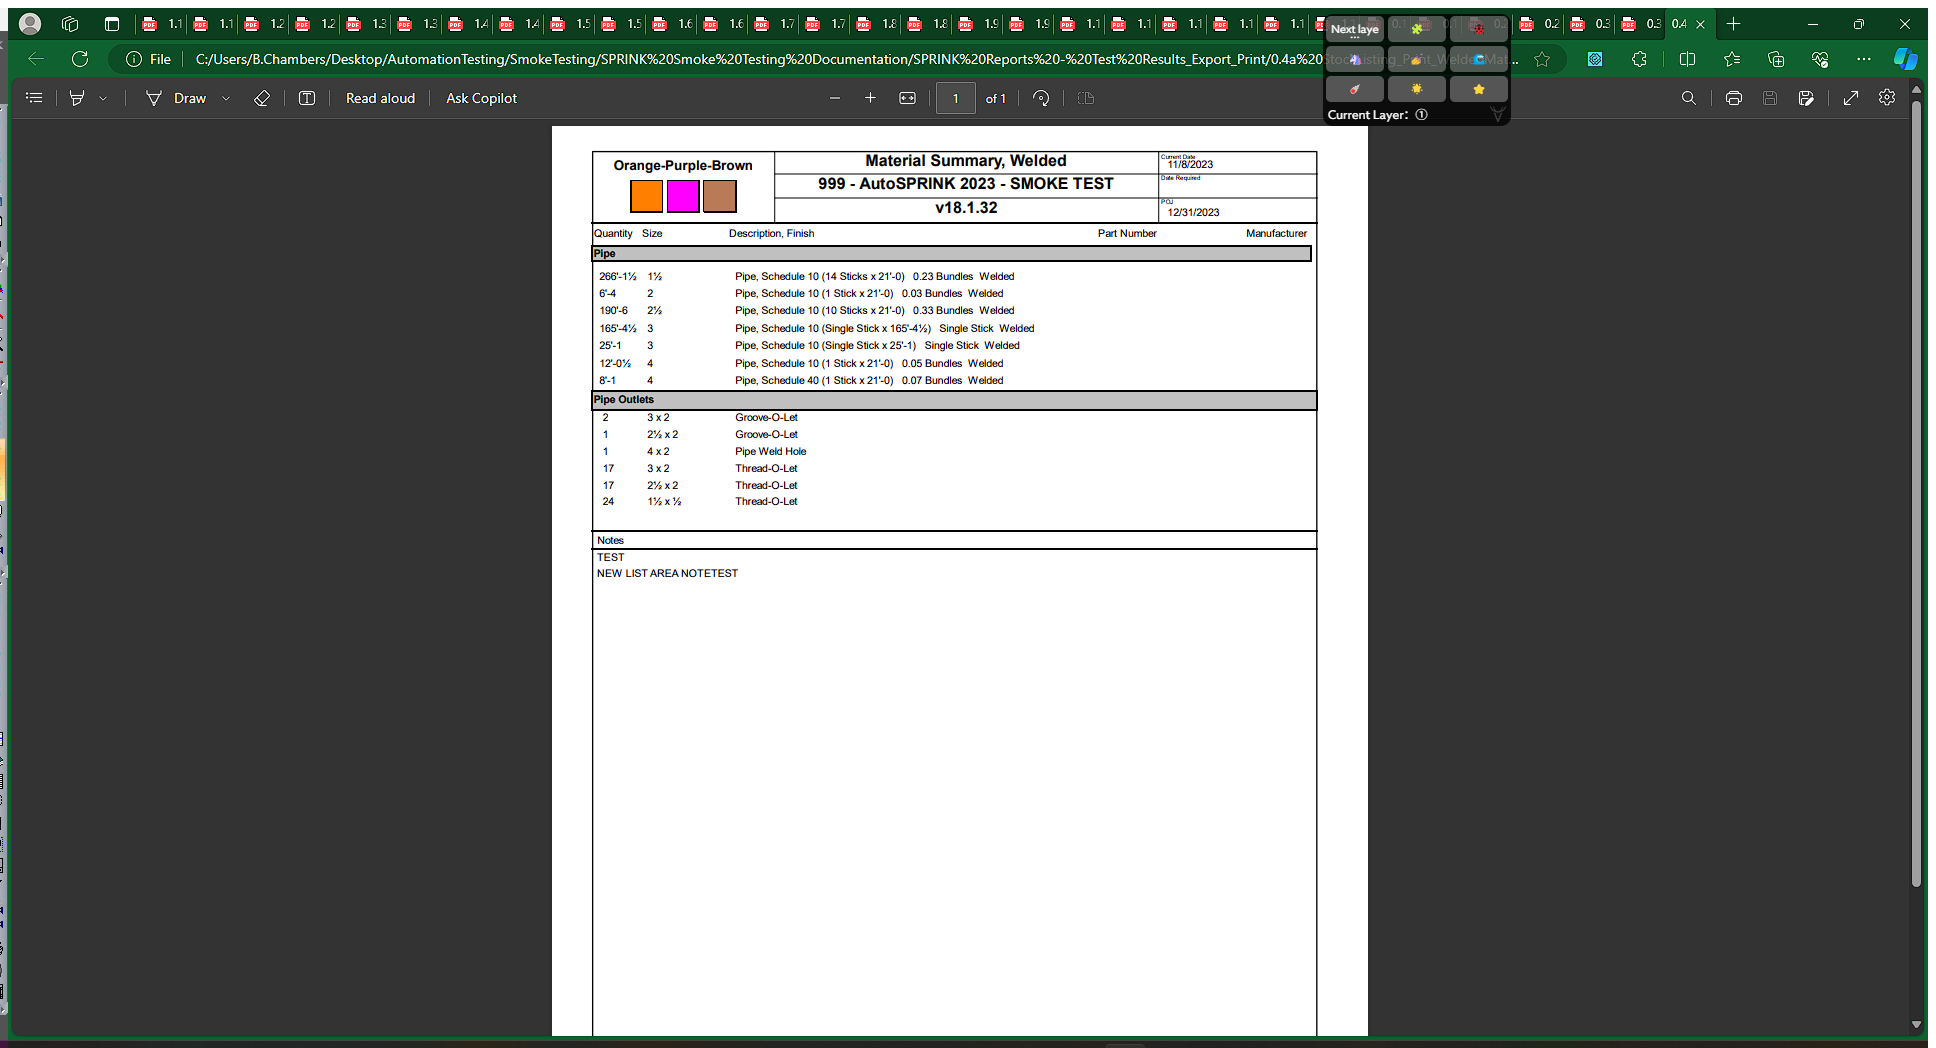 1.1 1.1 1.2 1.2 1.3 1.3 1.4 1.4 1.5 1.5 1.6 1.6 1.7 1.7 1.8 1.8 1.9 1.9 1.1 1.1 1.1 1.1 1.1 0.2 0.3 0.3 0.4
Next laye
File C:/Users/B.Chambers/Desktop/AutomationTesting/SmokeTesting/SPRINK%20Smoke%20Testing%20Documentation/SPRINK%20Reports%20-%20Test%20Results_Export_Print/0.4a%20
Draw Read aloud Ask Copilot 1 of 1
Current Layer: ①
Orange-Purple-Brown
Material Summary, Welded
999 - AutoSPRINK 2023 - SMOKE TEST
v18.1.32
Current Date
11/8/2023
Date Required
POJ
12/31/2023
Quantity Size Description, Finish Part Number Manufacturer
Pipe
266'-1½ 1½ Pipe, Schedule 10 (14 Sticks x 21'-0) 0.23 Bundles Welded
6'-4 2 Pipe, Schedule 10 (1 Stick x 21'-0) 0.03 Bundles Welded
190'-6 2½ Pipe, Schedule 10 (10 Sticks x 21'-0) 0.33 Bundles Welded
165'-4½ 3 Pipe, Schedule 10 (Single Stick x 165'-4½) Single Stick Welded
25'-1 3 Pipe, Schedule 10 (Single Stick x 25'-1) Single Stick Welded
12'-0½ 4 Pipe, Schedule 10 (1 Stick x 21'-0) 0.05 Bundles Welded
8'-1 4 Pipe, Schedule 40 (1 Stick x 21'-0) 0.07 Bundles Welded
Pipe Outlets
2 3 x 2 Groove-O-Let
1 2½ x 2 Groove-O-Let
1 4 x 2 Pipe Weld Hole
17 3 x 2 Thread-O-Let
17 2½ x 2 Thread-O-Let
24 1½ x ½ Thread-O-Let
Notes
TEST
NEW LIST AREA NOTETEST